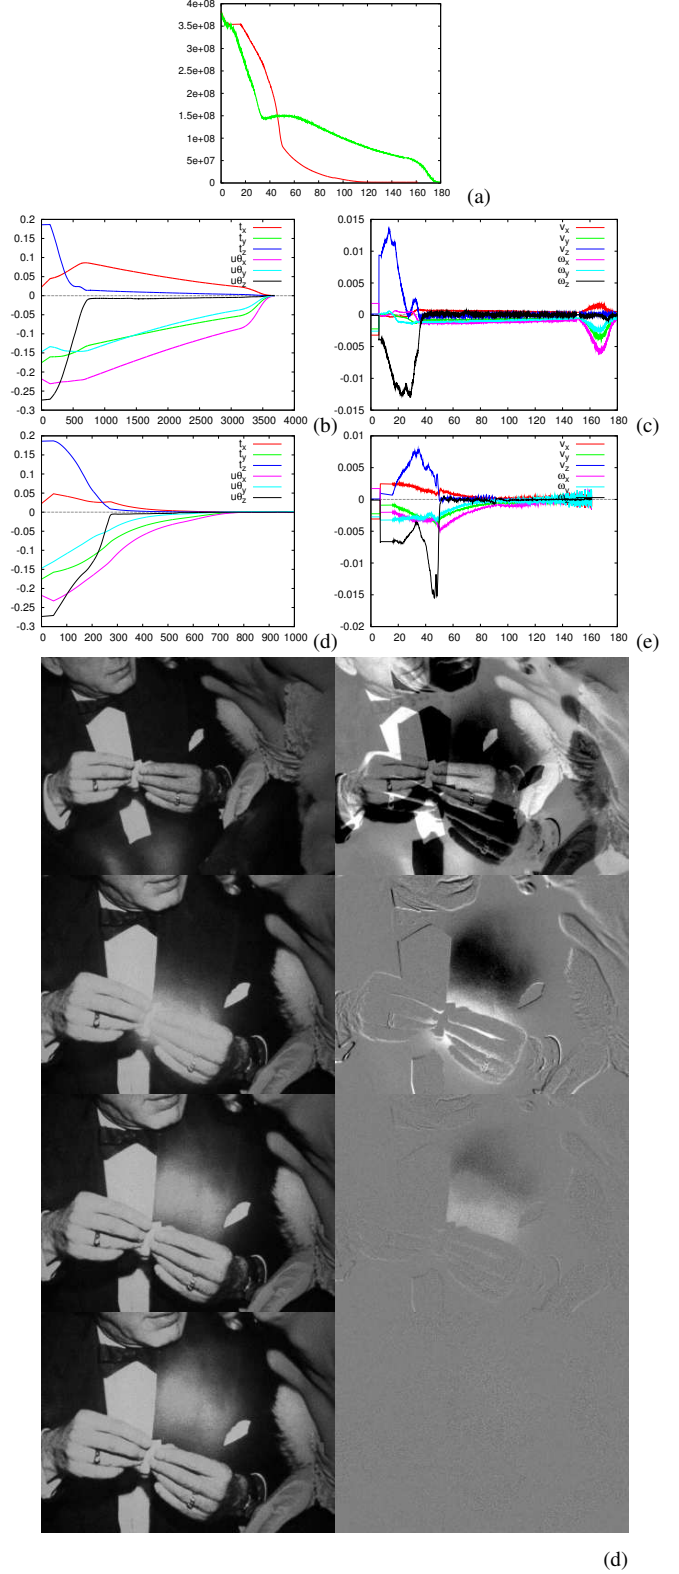 4e+08
3.5e+08
3e+08
2.5e+08
2e+08
1.5e+08
1e+08
5e+07
0
0 20 40 60 80 100 120 140 160 180
(a)
0.2
0.15
0.1
0.05
0
-0.05
-0.1
-0.15
-0.2
-0.25
-0.3
0 500 1000 1500 2000 2500 3000 3500 4000
tx
ty
tz
uθx
uθy
uθz
(b)
0.015
0.01
0.005
0
-0.005
-0.01
-0.015
0 20 40 60 80 100 120 140 160 180
vx
vy
vz
ωx
ωy
ωz
(c)
0.2
0.15
0.1
0.05
0
-0.05
-0.1
-0.15
-0.2
-0.25
-0.3
0 100 200 300 400 500 600 700 800 900 1000
tx
ty
tz
uθx
uθy
uθz
(d)
0.01
0.005
0
-0.005
-0.01
-0.015
-0.02
0 20 40 60 80 100 120 140 160 180
vx
vy
vz
ωx
ωy
(e)
(d)